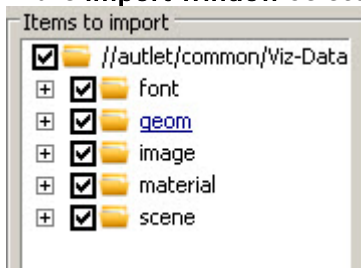 Items to import
//autlet/common/Viz-Data
font
geom
image
material
scene